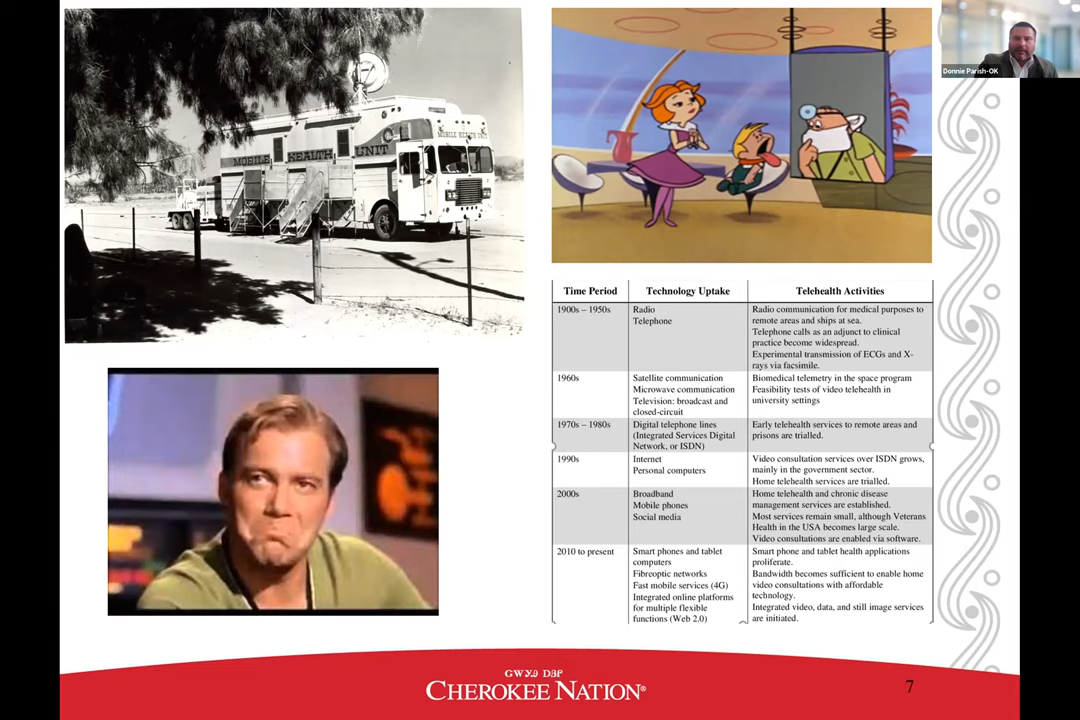 MOBILE HEALTH UNIT
MOBILE HEALTH UNIT
Donnie Parish-OK
Time Period
Technology Uptake
Telehealth Activities
1900s – 1950s
Radio
Telephone
Radio communication for medical purposes to
remote areas and ships at sea.
Telephone calls as an adjunct to clinical
practice become widespread.
Experimental transmission of ECGs and X-
rays via facsimile.
1960s
Satellite communication
Microwave communication
Television: broadcast and
closed-circuit
Biomedical telemetry in the space program
Feasibility tests of video telehealth in
university settings
1970s – 1980s
Digital telephone lines
(Integrated Services Digital
Network, or ISDN)
Early telehealth services to remote areas and
prisons are trialled.
1990s
Internet
Personal computers
Video consultation services over ISDN grows,
mainly in the government sector.
Home telehealth services are trialled.
2000s
Broadband
Mobile phones
Social media
Home telehealth and chronic disease
management services are established.
Most services remain small, although Veterans
Health in the USA becomes large scale.
Video consultations are enabled via software.
2010 to present
Smart phones and tablet
computers
Fibreoptic networks
Fast mobile services (4G)
Integrated online platforms
for multiple flexible
functions (Web 2.0)
Smart phone and tablet health applications
proliferate.
Bandwidth becomes sufficient to enable home
video consultations with affordable
technology.
Integrated video, data, and still image services
are initiated.
ᏣᎳᎩ ᎠᏰᎵ
CHEROKEE NATION®
7